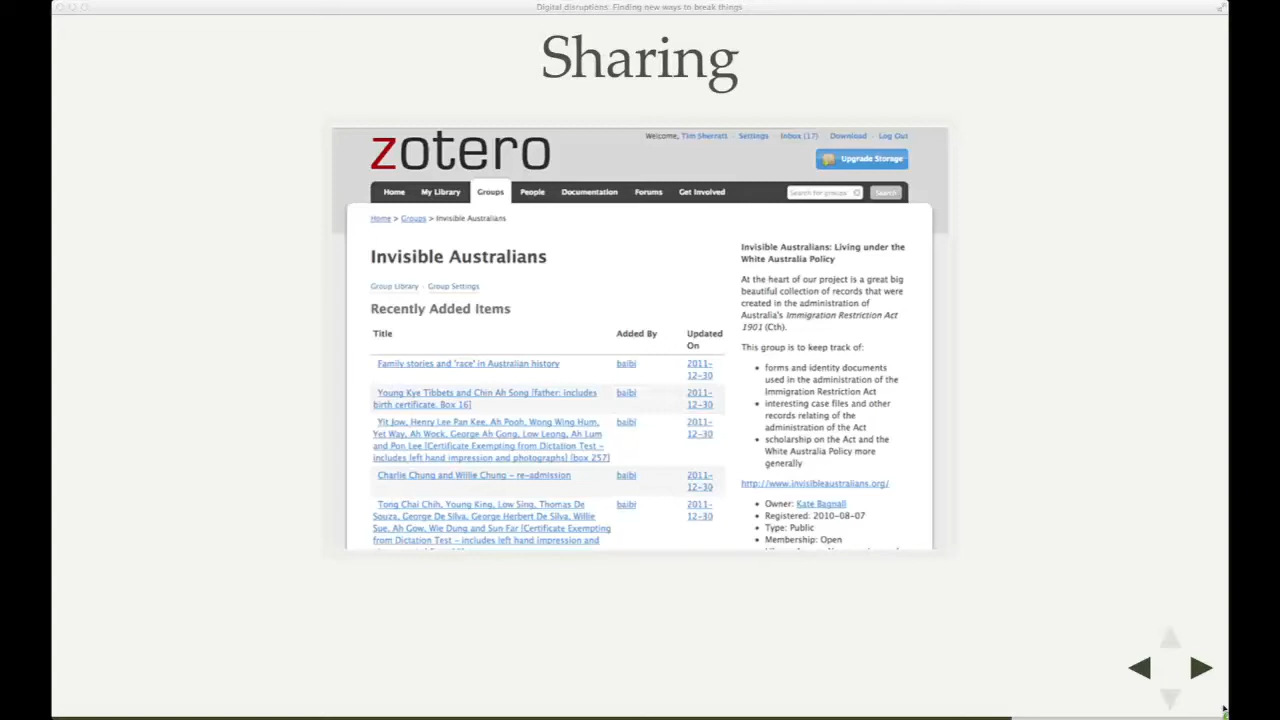 Digital disruptions: Finding new ways to break things
Sharing
zotero
Welcome, Tim Sherratt · Settings · Inbox (17) · Download · Log Out
Upgrade Storage
Home My Library Groups People Documentation Forums Get Involved
Search for groups Search
Home > Groups > Invisible Australians
Invisible Australians
Group Library · Group Settings
Recently Added Items
Title Added By Updated
On
Family stories and 'race' in Australian history baibi 2011-
12-30
Young Kye Tibbets and Chin Ah Song [father: includes baibi 2011-
birth certificate. Box 16] 12-30
Yit Jow, Henry Lee Pan Kee, Ah Pooh, Wong Wing Hum, baibi 2011-
Yet Way, Ah Wock, George Ah Gong, Low Leong, Ah Lum 12-30
and Pon Lee [Certificate Exempting from Dictation Test -
includes left hand impression and photographs] [box 257]
Charlie Chung and Willie Chung - re-admission baibi 2011-
12-30
Tong Chai Chih, Young King, Low Sing, Thomas De baibi 2011-
Souza, George De Silva, George Herbert De Silva, Willie 12-30
Sue, Ah Gow, Wie Dung and Sun Far [Certificate Exempting
from Dictation Test - includes left hand impression and
Invisible Australians: Living under the
White Australia Policy
At the heart of our project is a great big
beautiful collection of records that were
created in the administration of
Australia's Immigration Restriction Act
1901 (Cth).
This group is to keep track of:
• forms and identity documents
used in the administration of the
Immigration Restriction Act
• interesting case files and other
records relating of the
administration of the Act
• scholarship on the Act and the
White Australia Policy more
generally
http://www.invisibleaustralians.org/
• Owner: Kate Bagnall
• Registered: 2010-08-07
• Type: Public
• Membership: Open